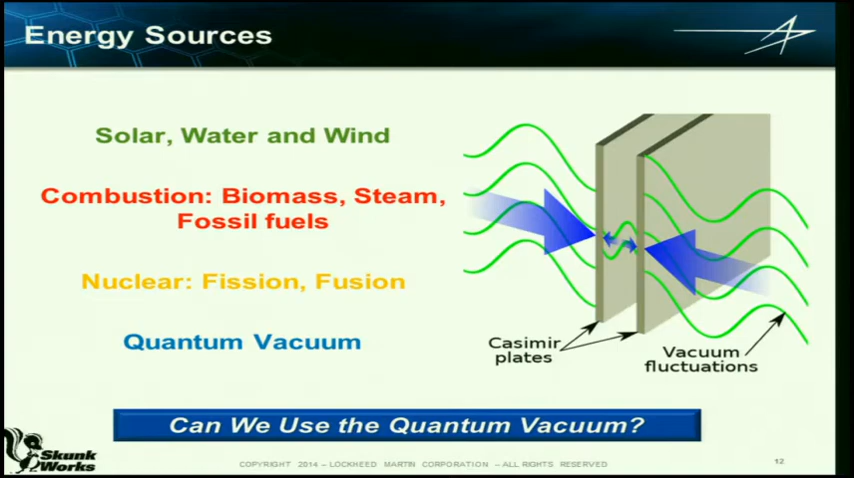 Energy Sources
Solar, Water and Wind
Combustion: Biomass, Steam,
Fossil fuels
Nuclear: Fission, Fusion
Quantum Vacuum
Casimir
plates
Vacuum
fluctuations
Can We Use the Quantum Vacuum?
Skunk
Works
COPYRIGHT 2014 – LOCKHEED MARTIN CORPORATION – ALL RIGHTS RESERVED
12